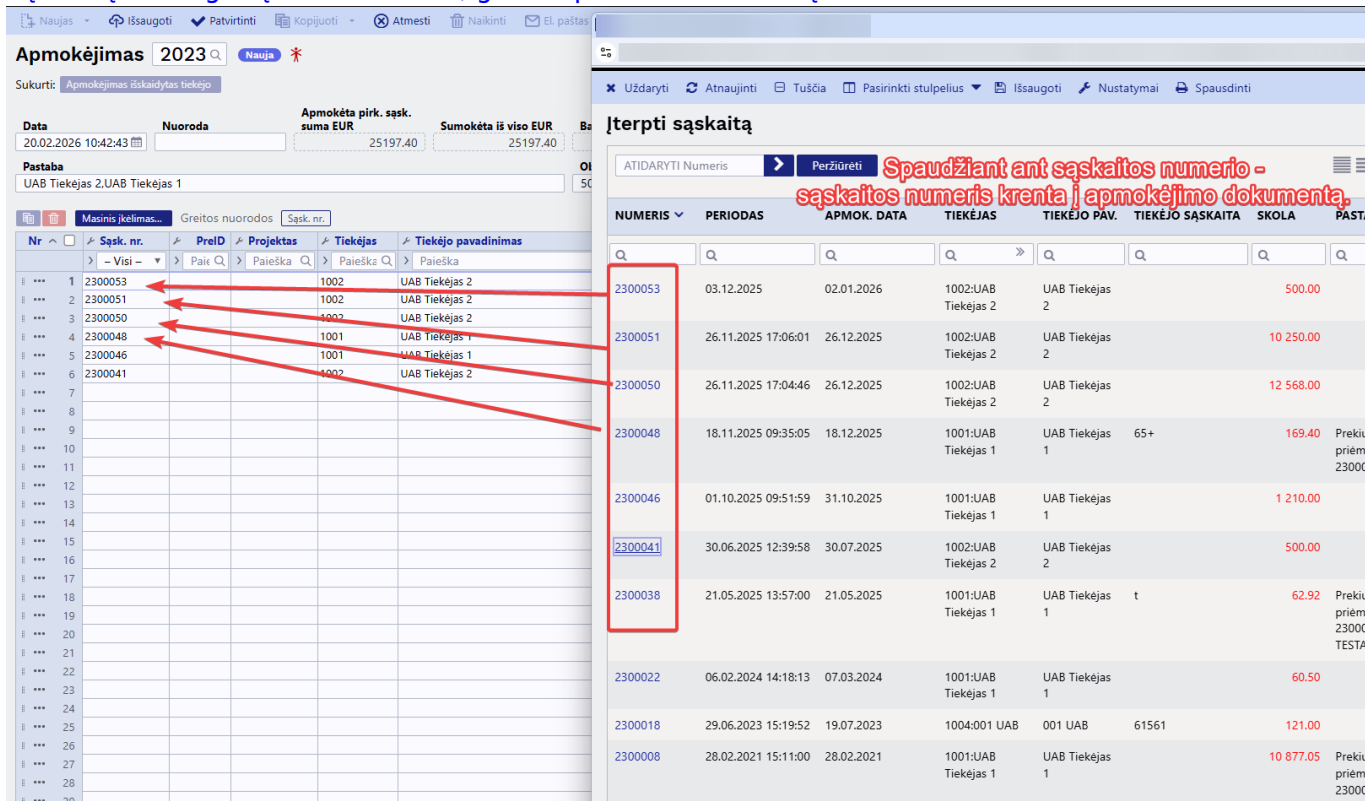 Naujas Išsaugoti Patvirtinti Kopijuoti Atmesti Naikinti El. paštas
Apmokėjimas 2023 Nauja
Sukurti: Apmokėjimas išskaidytas tiekėjo
Apmokėta pirk. sąsk.
Data Nuoroda suma EUR Sumokėta iš viso EUR
20.02.2026 10:42:43 25197.40 25197.40
Pastaba
UAB Tiekėjas 2,UAB Tiekėjas 1
Masinis įkėlimas... Greitos nuorodos Sąsk. nr.
Nr Sąsk. nr. PreID Projektas Tiekėjas Tiekėjo pavadinimas
– Visi – Paie Paieška Paieška Paieška
1 2300053 1002 UAB Tiekėjas 2
2 2300051 1002 UAB Tiekėjas 2
3 2300050 1002 UAB Tiekėjas 2
4 2300048 1001 UAB Tiekėjas 1
5 2300046 1001 UAB Tiekėjas 1
6 2300041 1002 UAB Tiekėjas 2
7
8
9
10
11
12
13
14
15
16
17
18
19
20
21
22
23
24
25
26
27
28
Uždaryti Atnaujinti Tuščia Pasirinkti stulpelius Išsaugoti Nustatymai Spausdinti
Įterpti sąskaitą
ATIDARYTI Numeris Peržiūrėti
Spaudžiant ant sąskaitos numerio -
sąskaitos numeris krenta į apmokėjimo dokumentą.
NUMERIS PERIODAS APMOK. DATA TIEKĖJAS TIEKĖJO PAV. TIEKĖJO SĄSKAITA SKOLA PASTA
2300053 03.12.2025 02.01.2026 1002:UAB UAB Tiekėjas 500.00
Tiekėjas 2 2
2300051 26.11.2025 17:06:01 26.12.2025 1002:UAB UAB Tiekėjas 10 250.00
Tiekėjas 2 2
2300050 26.11.2025 17:04:46 26.12.2025 1002:UAB UAB Tiekėjas 12 568.00
Tiekėjas 2 2
2300048 18.11.2025 09:35:05 18.12.2025 1001:UAB UAB Tiekėjas 65+ 169.40 Prekiu
Tiekėjas 1 1 priėm
2300
2300046 01.10.2025 09:51:59 31.10.2025 1001:UAB UAB Tiekėjas 1 210.00
Tiekėjas 1 1
2300041 30.06.2025 12:39:58 30.07.2025 1002:UAB UAB Tiekėjas 500.00
Tiekėjas 2 2
2300038 21.05.2025 13:57:00 21.05.2025 1001:UAB UAB Tiekėjas t 62.92 Prekiu
Tiekėjas 1 1 priėm
2300
TESTA
2300022 06.02.2024 14:18:13 07.03.2024 1001:UAB UAB Tiekėjas 60.50
Tiekėjas 1 1
2300018 29.06.2023 15:19:52 19.07.2023 1004:001 UAB 001 UAB 61561 121.00
2300008 28.02.2021 15:11:00 28.02.2021 1001:UAB UAB Tiekėjas 10 877.05 Prekiu
Tiekėjas 1 1 priėm
2300